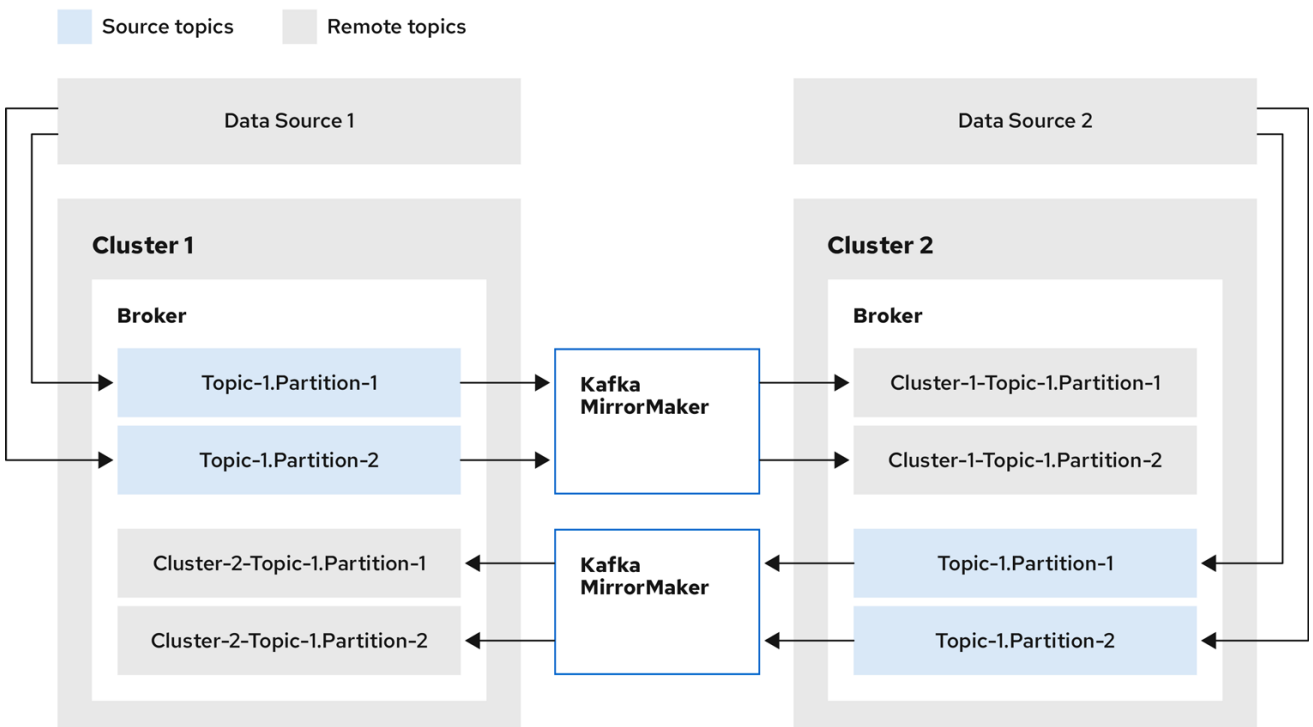 Source topics
Remote topics
Data Source 1
Data Source 2
Cluster 1
Broker
Topic-1.Partition-1
Topic-1.Partition-2
Cluster-2-Topic-1.Partition-1
Cluster-2-Topic-1.Partition-2
Kafka
MirrorMaker
Kafka
MirrorMaker
Cluster 2
Broker
Cluster-1-Topic-1.Partition-1
Cluster-1-Topic-1.Partition-2
Topic-1.Partition-1
Topic-1.Partition-2